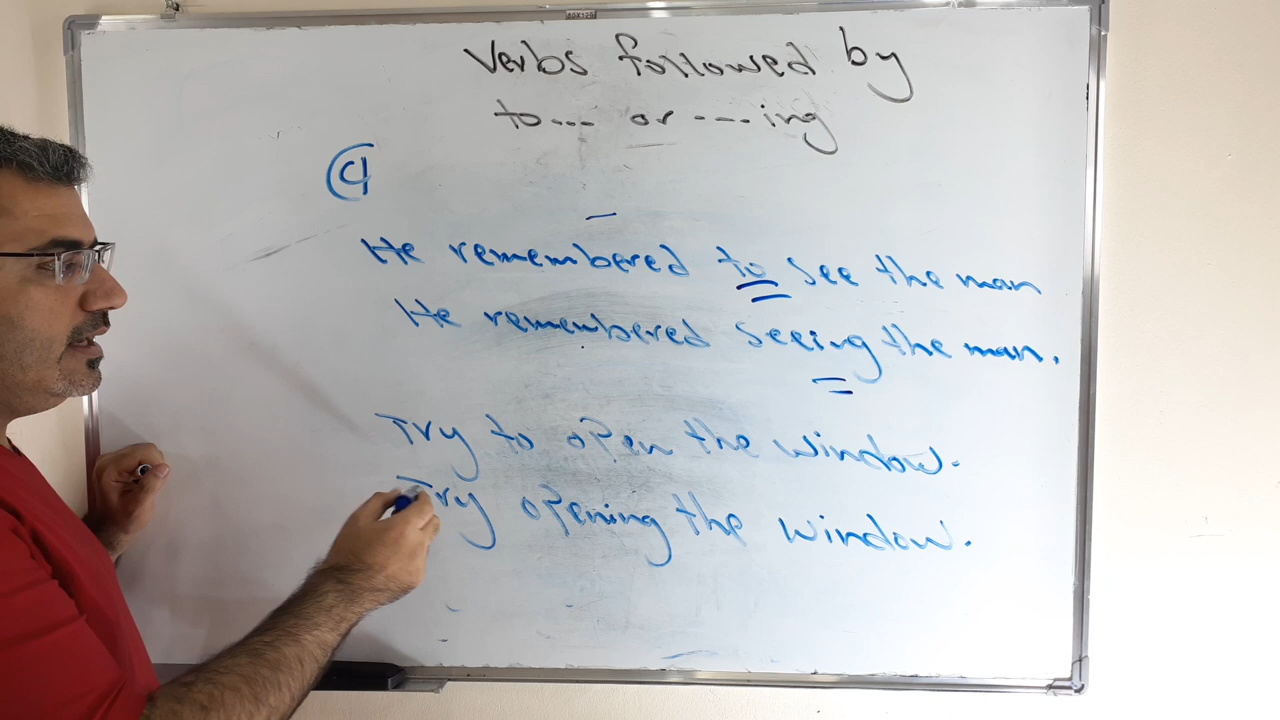 Verbs followed by
to... or ---ing
④
He remembered to see the man
He remembered seeing the man.
Try to open the window.
Try opening the window.